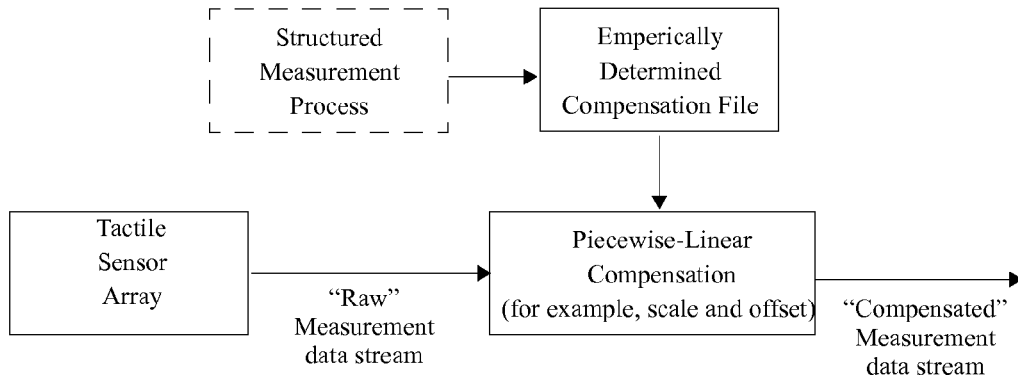 Structured
Measurement
Process
Emperically
Determined
Compensation File
Tactile
Sensor
Array
“Raw”
Measurement
data stream
Piecewise-Linear
Compensation
(for example, scale and offset)
“Compensated”
Measurement
data stream